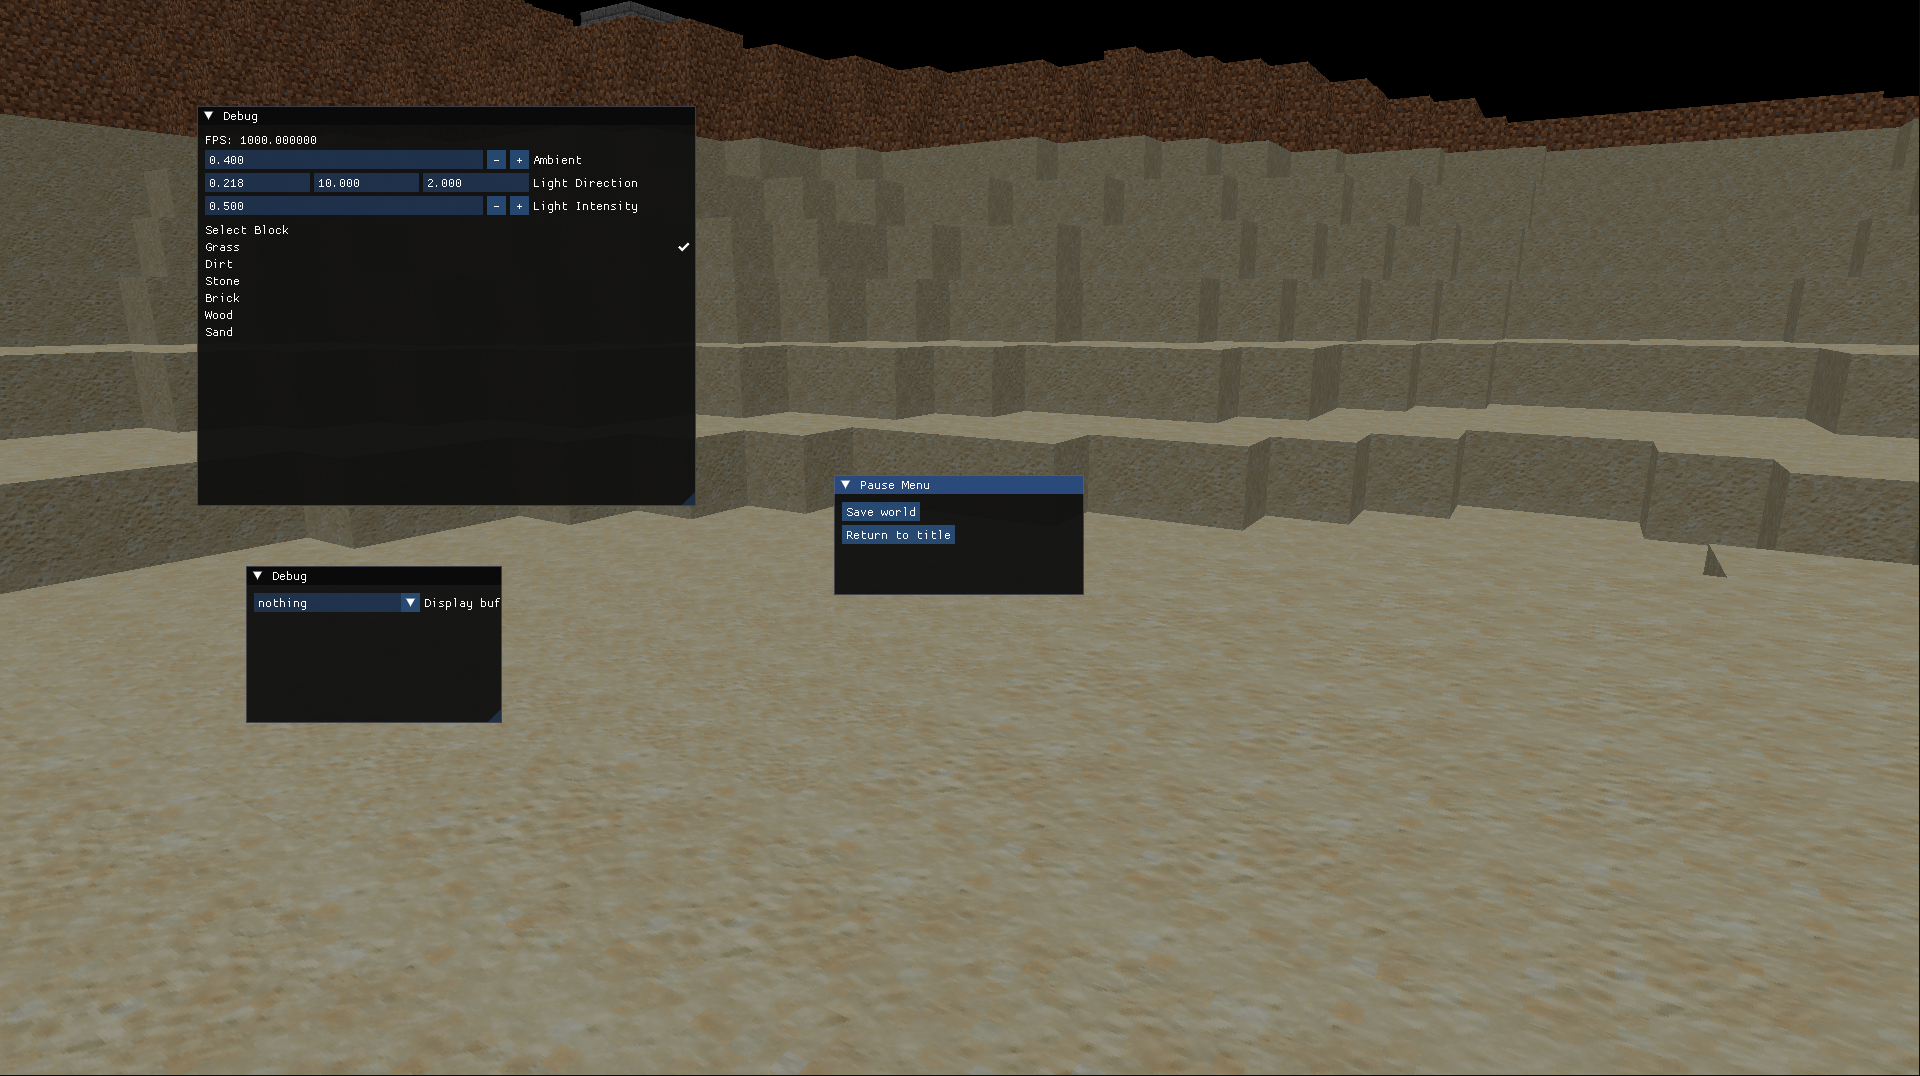 Debug
FPS: 1000.000000
0.400 - + Ambient
0.218 10.000 2.000 Light Direction
0.500 - + Light Intensity
Select Block
Grass
Dirt
Stone
Brick
Wood
Sand
Pause Menu
Save world
Return to title
Debug
nothing Display buf